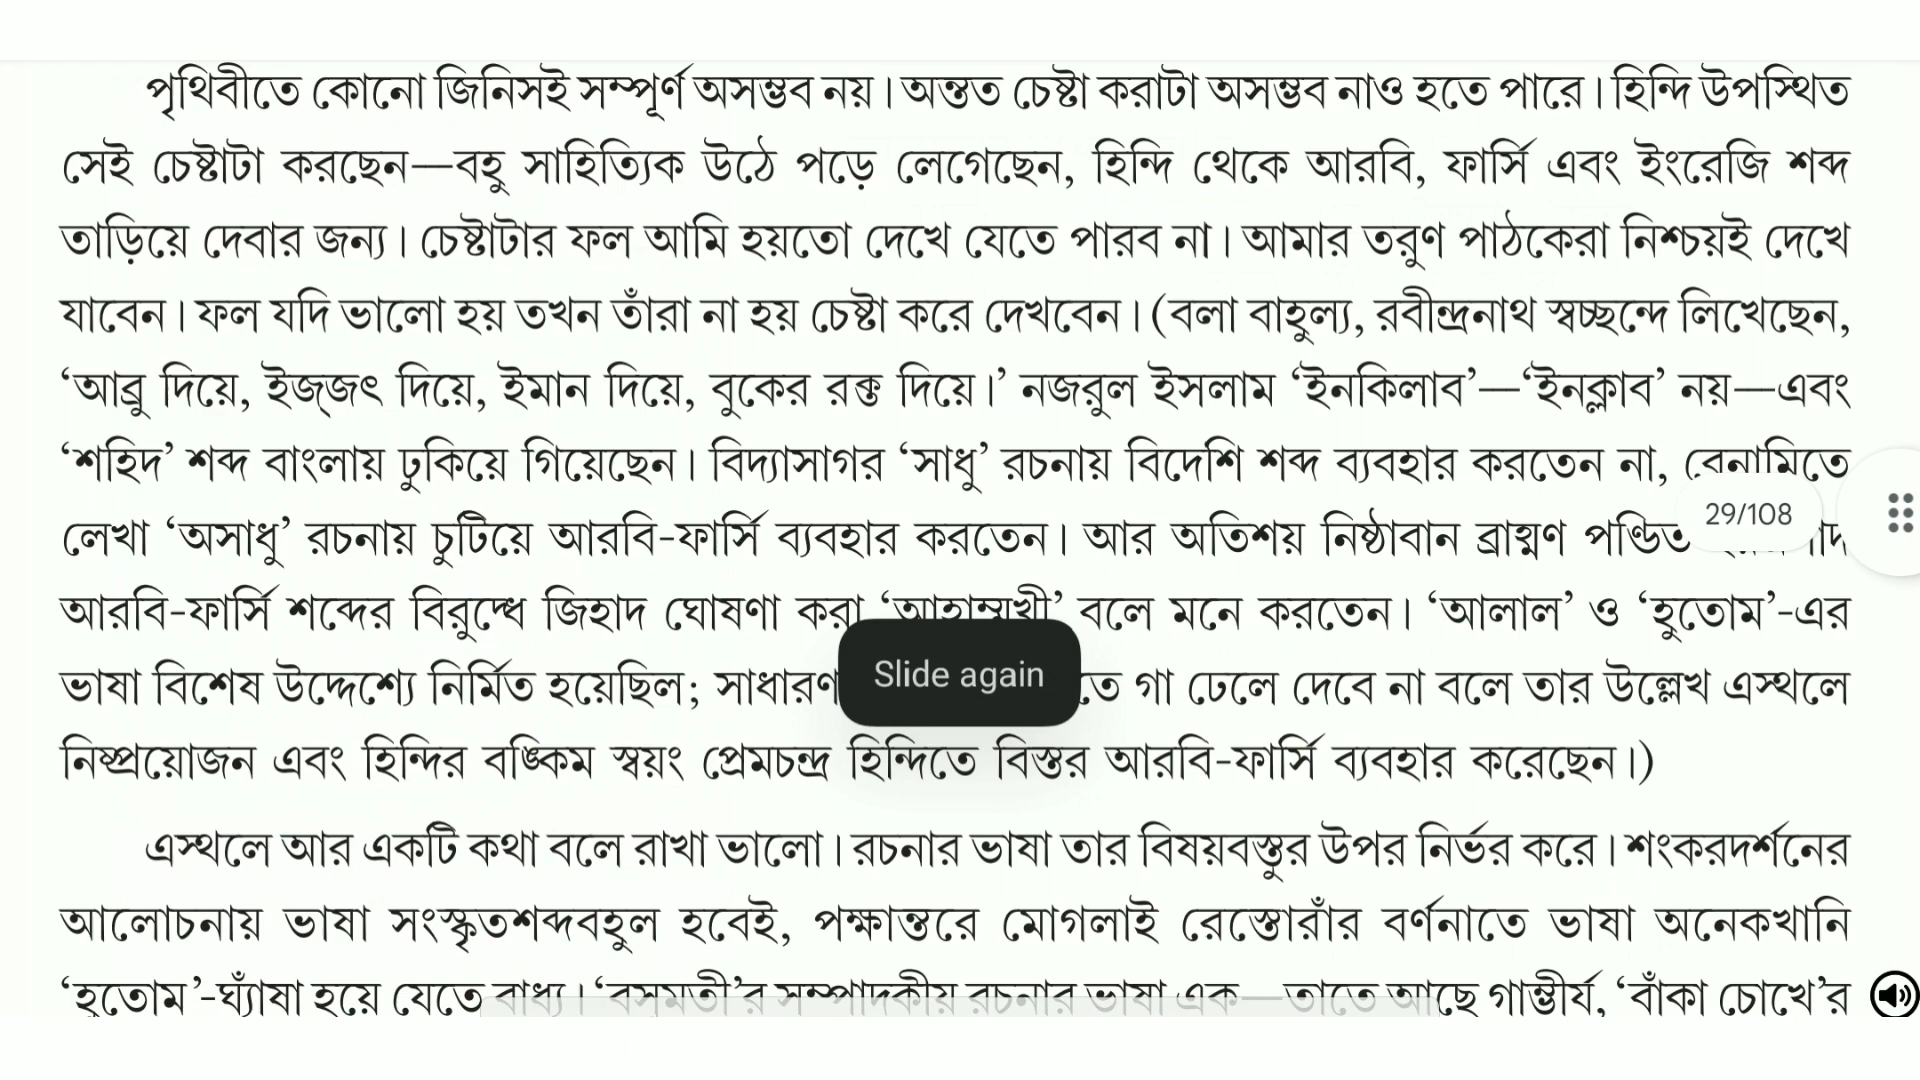 পৃথিবীতে কোনো জিনিসই সম্পূর্ণ অসম্ভব নয়। অন্তত চেষ্টা করাটা অসম্ভব নাও হতে পারে। হিন্দি উপস্থিত
সেই চেষ্টাটা করছেন—বহু সাহিত্যিক উঠে পড়ে লেগেছেন, হিন্দি থেকে আরবি, ফার্সি এবং ইংরেজি শব্দ
তাড়িয়ে দেবার জন্য। চেষ্টাটার ফল আমি হয়তো দেখে যেতে পারব না। আমার তরুণ পাঠকেরা নিশ্চয়ই দেখে
যাবেন। ফল যদি ভালো হয় তখন তাঁরা না হয় চেষ্টা করে দেখবেন। (বলা বাহুল্য, রবীন্দ্রনাথ স্বচ্ছন্দে লিখেছেন,
‘আব্রু দিয়ে, ইজ্জৎ দিয়ে, ইমান দিয়ে, বুকের রক্ত দিয়ে।’ নজরুল ইসলাম ‘ইনকিলাব’—‘ইনক্লাব’ নয়—এবং
‘শহিদ’ শব্দ বাংলায় ঢুকিয়ে গিয়েছেন। বিদ্যাসাগর ‘সাধু’ রচনায় বিদেশি শব্দ ব্যবহার করতেন না, বেনামিতে
লেখা ‘অসাধু’ রচনায় চুটিয়ে আরবি-ফার্সি ব্যবহার করতেন। আর অতিশয় নিষ্ঠাবান ব্রাহ্মণ পণ্ডিত
29/108
আরবি-ফার্সি শব্দের বিরুদ্ধে জিহাদ ঘোষণা করা ‘আহাম্মুখী’ বলে মনে করতেন। ‘আলাল’ ও ‘হুতোম’-এর
ভাষা বিশেষ উদ্দেশ্যে নির্মিত হয়েছিল; সাধারণ গা ঢেলে দেবে না বলে তার উল্লেখ এস্থলে
Slide again
নিষ্প্রয়োজন এবং হিন্দির বঙ্কিম স্বয়ং প্রেমচন্দ্র হিন্দিতে বিস্তর আরবি-ফার্সি ব্যবহার করেছেন।)
এস্থলে আর একটি কথা বলে রাখা ভালো। রচনার ভাষা তার বিষয়বস্তুর উপর নির্ভর করে। শংকরদর্শনের
আলোচনায় ভাষা সংস্কৃতশব্দবহুল হবেই, পক্ষান্তরে মোগলাই রেস্তোরাঁর বর্ণনাতে ভাষা অনেকখানি
‘হুতোম’-ঘ্যাঁষা হয়ে যেতে বাধ্য। ‘বসুমতী’র সম্পাদকীয় রচনার ভাষা এক—তাতে আছে গাম্ভীর্য, ‘বাঁকা চোখে’র